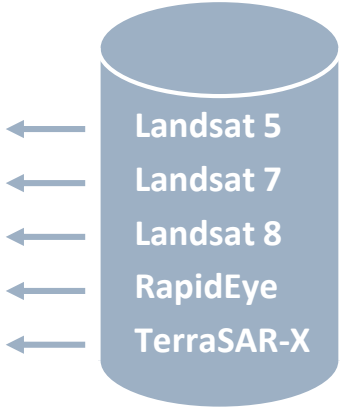 Landsat 5
Landsat 7
Landsat 8
RapidEye
TerraSAR-X